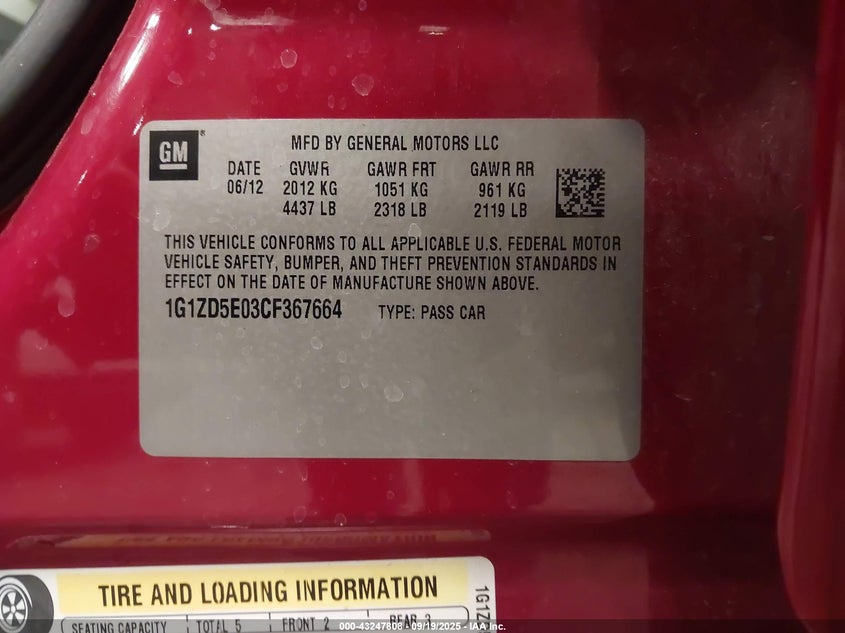 GM
MFD BY GENERAL MOTORS LLC
DATE GVWR GAWR FRT GAWR RR
06/12 2012 KG 1051 KG 961 KG
4437 LB 2318 LB 2119 LB
THIS VEHICLE CONFORMS TO ALL APPLICABLE U.S. FEDERAL MOTOR
VEHICLE SAFETY, BUMPER, AND THEFT PREVENTION STANDARDS IN
EFFECT ON THE DATE OF MANUFACTURE SHOWN ABOVE.
1G1ZD5E03CF367664 TYPE: PASS CAR
TIRE AND LOADING INFORMATION
SEATING CAPACITY TOTAL 5 FRONT 2 REAR 3
1G1Z
000-43247808 - 09/19/2025 - IAA Inc.